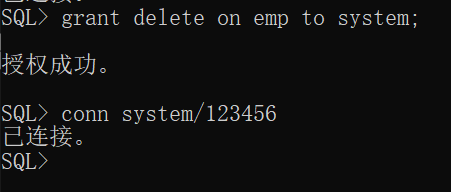 SQL> grant delete on emp to system;
授权成功。
SQL> conn system/123456
已连接。
SQL>